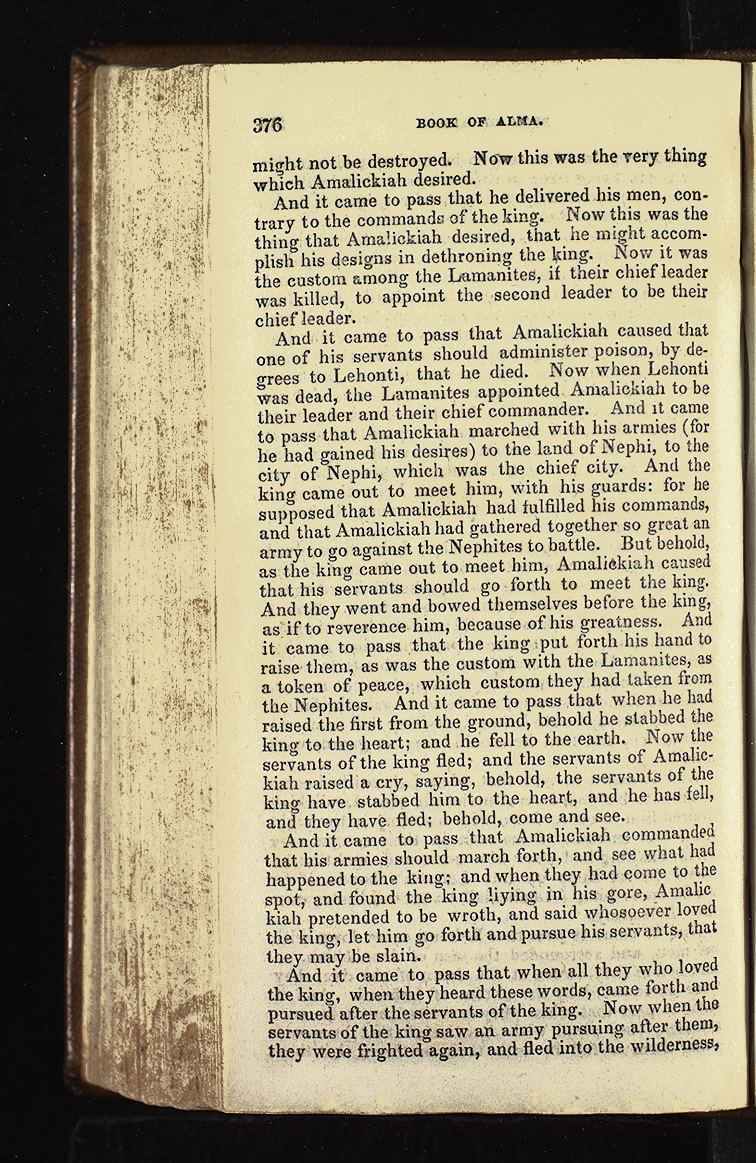 376 BOOK OF ALMA.
might not be destroyed. Now this was the very thing
which Amalickiah desired.
And it came to pass that he delivered his men, con-
trary to the commands of the king. Now this was the
thing that Amalickiah desired, that he might accom-
plish his designs in dethroning the king. Now it was
the custom among the Lamanites, if their chief leader
was killed, to appoint the second leader to be their
chief leader.
And it came to pass that Amalickiah caused that
one of his servants should administer poison, by de-
grees to Lehonti, that he died. Now when Lehonti
was dead, the Lamanites appointed Amalickiah to be
their leader and their chief commander. And it came
to pass that Amalickiah marched with his armies (for
he had gained his desires) to the land of Nephi, to the
city of Nephi, which was the chief city. And the
king came out to meet him, with his guards: for he
supposed that Amalickiah had fulfilled his commands,
and that Amalickiah had gathered together so great an
army to go against the Nephites to battle. But behold,
as the king came out to meet him, Amalickiah caused
that his servants should go forth to meet the king.
And they went and bowed themselves before the king,
as if to reverence him, because of his greatness. And
it came to pass that the king put forth his hand to
raise them, as was the custom with the Lamanites, as
a token of peace, which custom they had taken from
the Nephites. And it came to pass that when he had
raised the first from the ground, behold he stabbed the
king to the heart; and he fell to the earth. Now the
servants of the king fled; and the servants of Amalic-
kiah raised a cry, saying, behold, the servants of the
king have stabbed him to the heart, and he has fell,
and they have fled; behold, come and see.
And it came to pass that Amalickiah commanded
that his armies should march forth, and see what had
happened to the king; and when they had come to the
spot, and found the king liying in his gore, Amalic
kiah pretended to be wroth, and said whosoever loved
the king, let him go forth and pursue his servants, that
they may be slain.
And it came to pass that when all they who loved
the king, when they heard these words, came forth and
pursued after the servants of the king. Now when the
servants of the king saw an army pursuing after them,
they were frighted again, and fled into the wilderness,